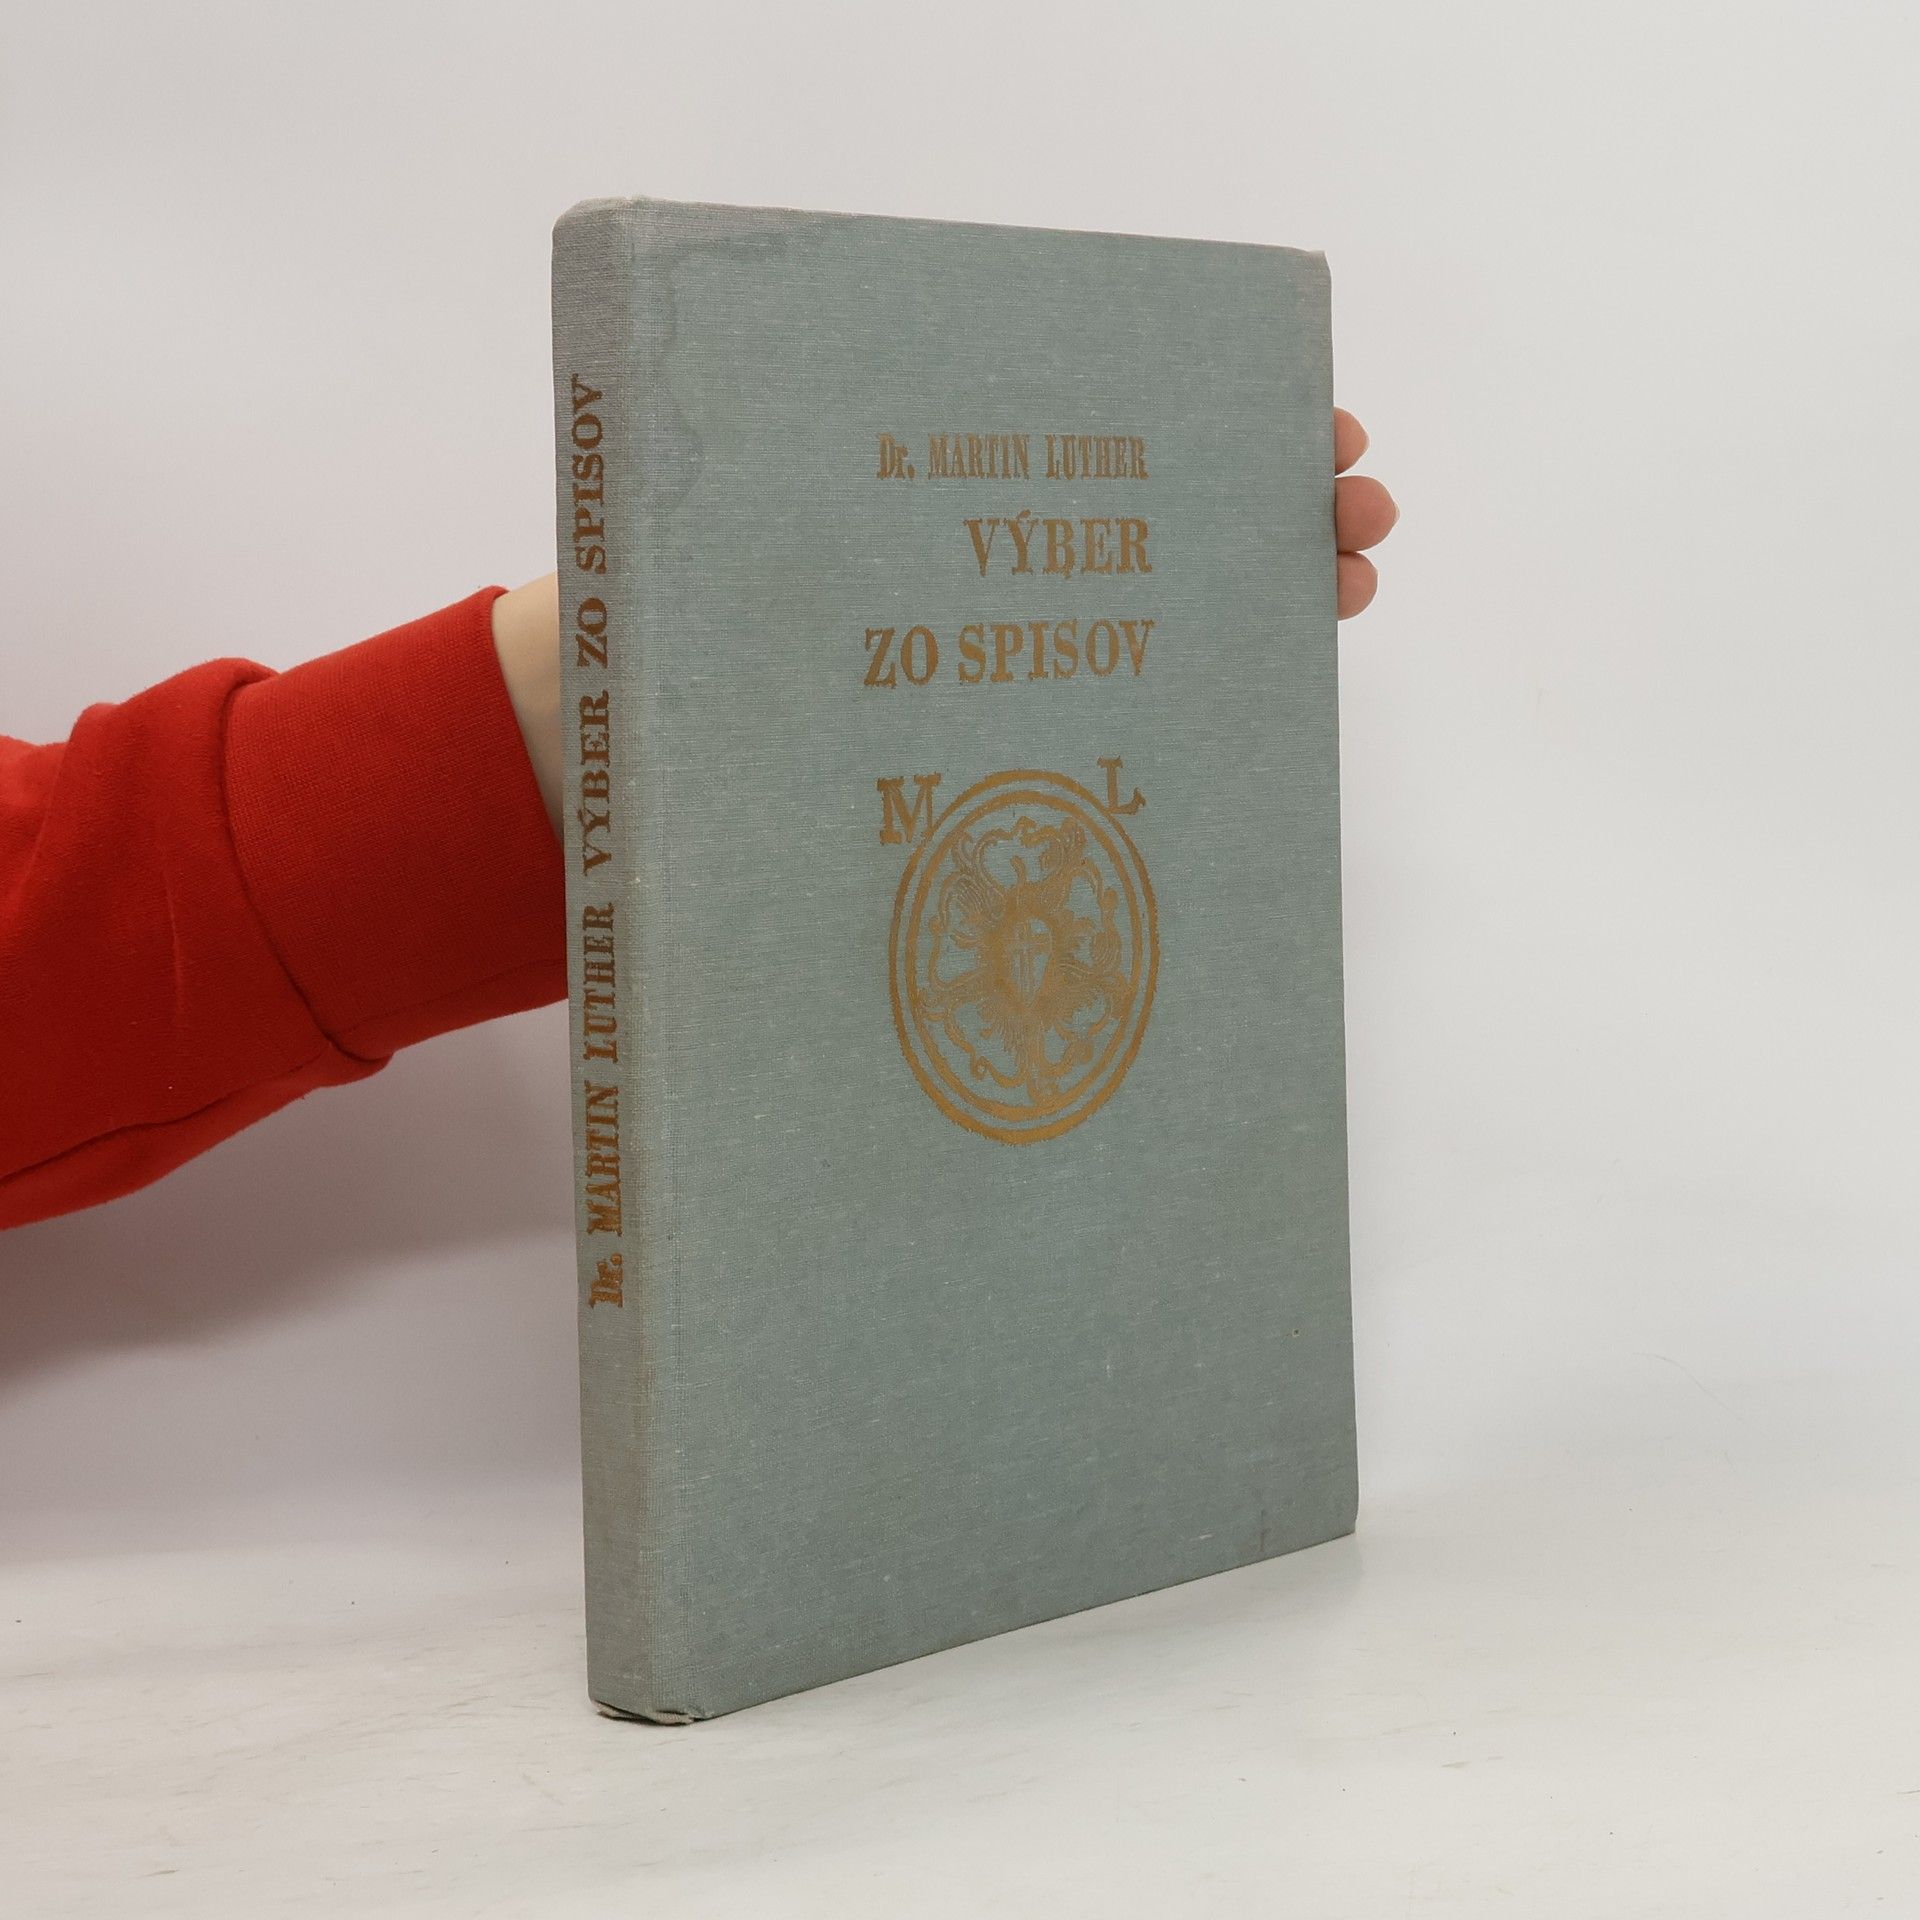 Dr. MARTIN LUTHER VÝBER ZO SPISOV
Dr. MARTIN LUTHER
VÝBER
ZO SPISOV
M L